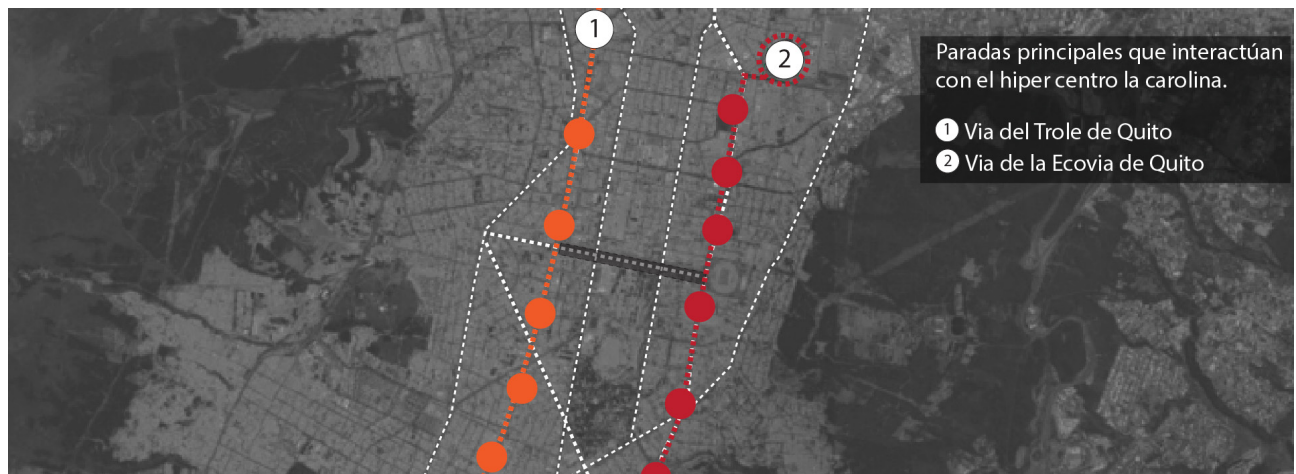 1
2
Paradas principales que interactúan
con el hiper centro la carolina.
1 Via del Trole de Quito
2 Via de la Ecovia de Quito